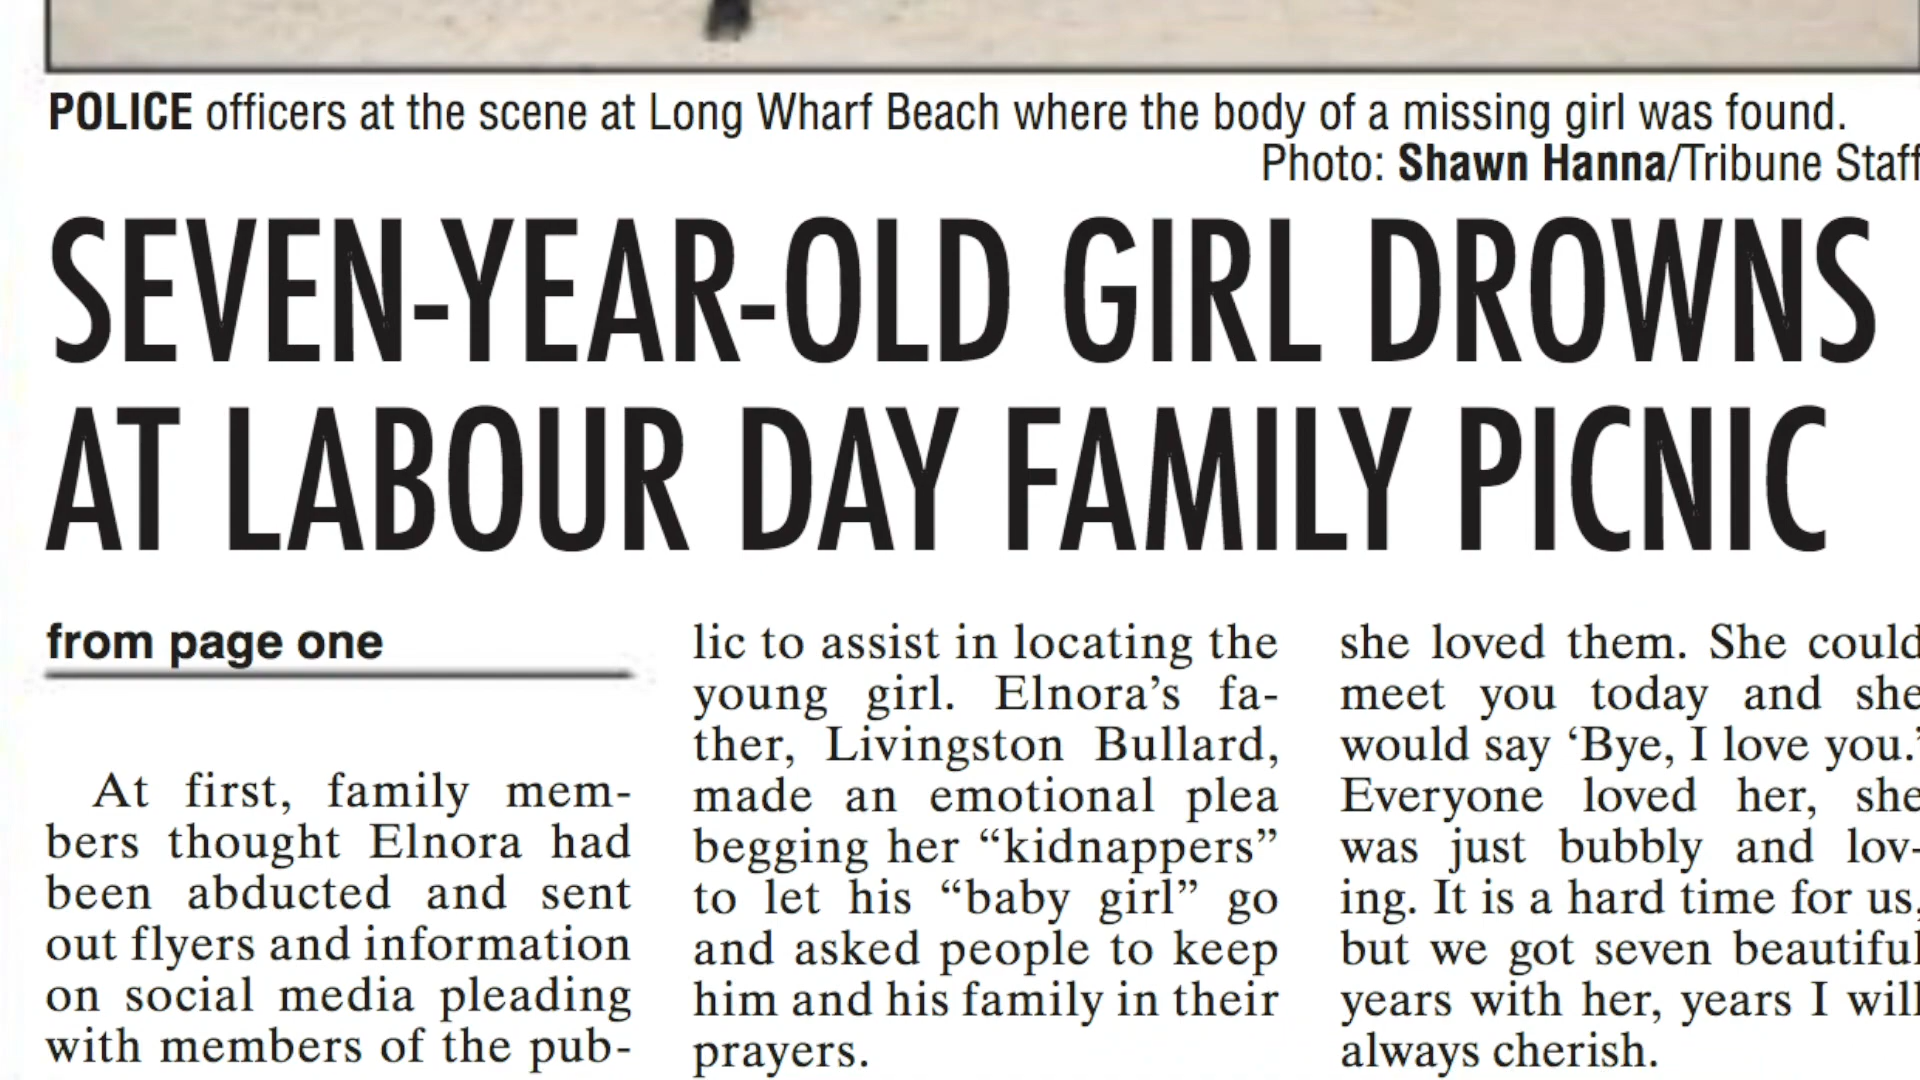 POLICE officers at the scene at Long Wharf Beach where the body of a missing girl was found.
Photo: Shawn Hanna/Tribune Staff
SEVEN-YEAR-OLD GIRL DROWNS
AT LABOUR DAY FAMILY PICNIC
from page one
At first, family mem-
bers thought Elnora had
been abducted and sent
out flyers and information
on social media pleading
with members of the pub-
lic to assist in locating the
young girl. Elnora’s fa-
ther, Livingston Bullard,
made an emotional plea
begging her “kidnappers”
to let his “baby girl” go
and asked people to keep
him and his family in their
prayers.
she loved them. She could
meet you today and she
would say ‘Bye, I love you.’
Everyone loved her, she
was just bubbly and lov-
ing. It is a hard time for us,
but we got seven beautiful
years with her, years I will
always cherish.